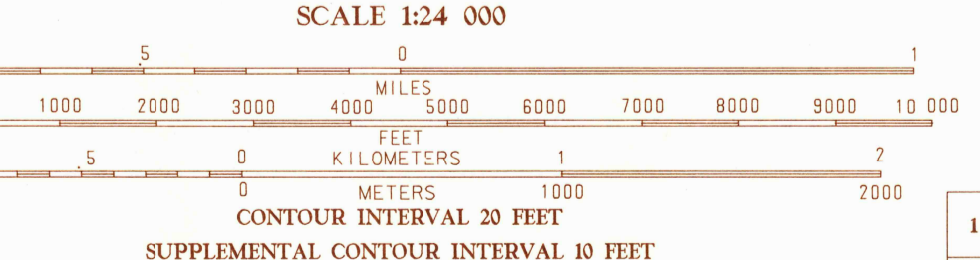 SCALE 1:24 000
.5 0 1
MILES
1000 2000 3000 4000 5000 6000 7000 8000 9000 10 000
FEET
.5 0 KILOMETERS 1 2
0 METERS 1000 2000
CONTOUR INTERVAL 20 FEET
SUPPLEMENTAL CONTOUR INTERVAL 10 FEET
1